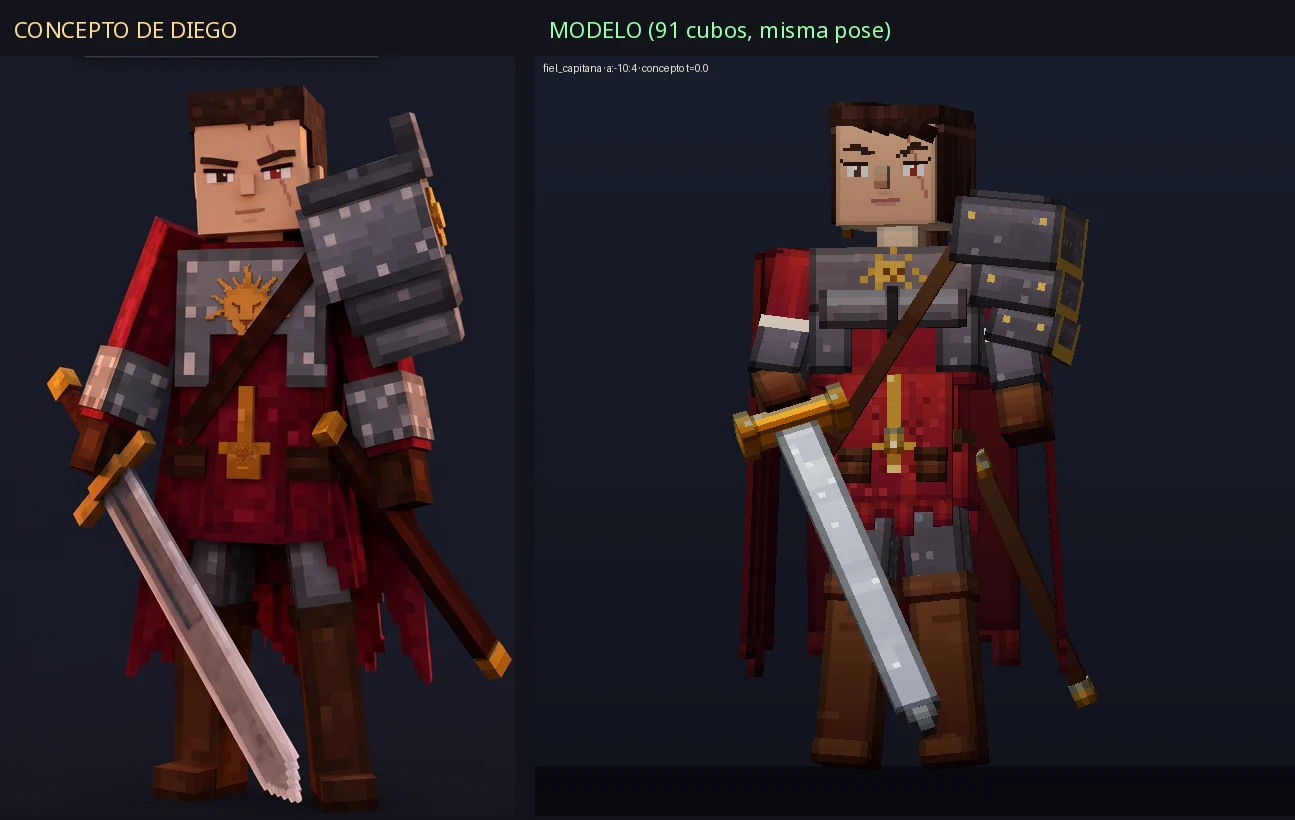 CONCEPTO DE DIEGO
MODELO (91 cubos, misma pose)
fiel_capitana · a:-10:4 · concepto t=0.0